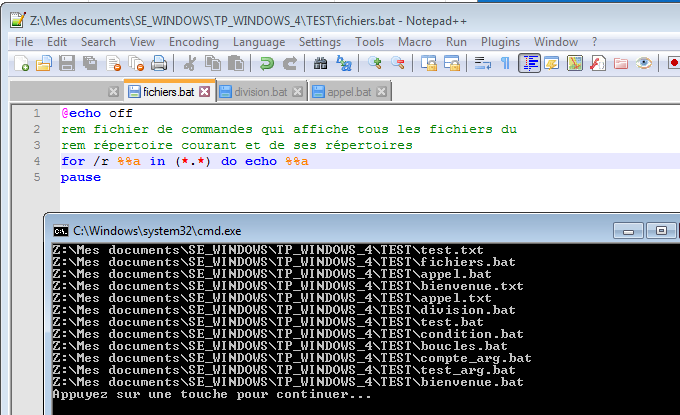 Z:\Mes documents\SE_WINDOWS\TP_WINDOWS_4\TEST\fichiers.bat - Notepad++
File Edit Search View Encoding Language Settings Macro Run Plugins Window ?
fichiers.bat division.bat appel.bat
1 @echo off
2 rem fichier de commandes qui affiche tous les fichiers du
3 rem répertoire courant et de ses répertoires
4 for /r %%a in (*.*) do echo %%a
5 pause
C:\Windows\system32\cmd.exe
Z:\Mes documents\SE_WINDOWS\TP_WINDOWS_4\TEST\test.txt
Z:\Mes documents\SE_WINDOWS\TP_WINDOWS_4\TEST\fichiers.bat
Z:\Mes documents\SE_WINDOWS\TP_WINDOWS_4\TEST\appel.bat
Z:\Mes documents\SE_WINDOWS\TP_WINDOWS_4\TEST\bienvenue.txt
Z:\Mes documents\SE_WINDOWS\TP_WINDOWS_4\TEST\appel.txt
Z:\Mes documents\SE_WINDOWS\TP_WINDOWS_4\TEST\division.bat
Z:\Mes documents\SE_WINDOWS\TP_WINDOWS_4\TEST\test.bat
Z:\Mes documents\SE_WINDOWS\TP_WINDOWS_4\TEST\condition.bat
Z:\Mes documents\SE_WINDOWS\TP_WINDOWS_4\TEST\boucles.bat
Z:\Mes documents\SE_WINDOWS\TP_WINDOWS_4\TEST\compte_arg.bat
Z:\Mes documents\SE_WINDOWS\TP_WINDOWS_4\TEST\test_arg.bat
Z:\Mes documents\SE_WINDOWS\TP_WINDOWS_4\TEST\bienvenue.bat
Appuyez sur une touche pour continuer...